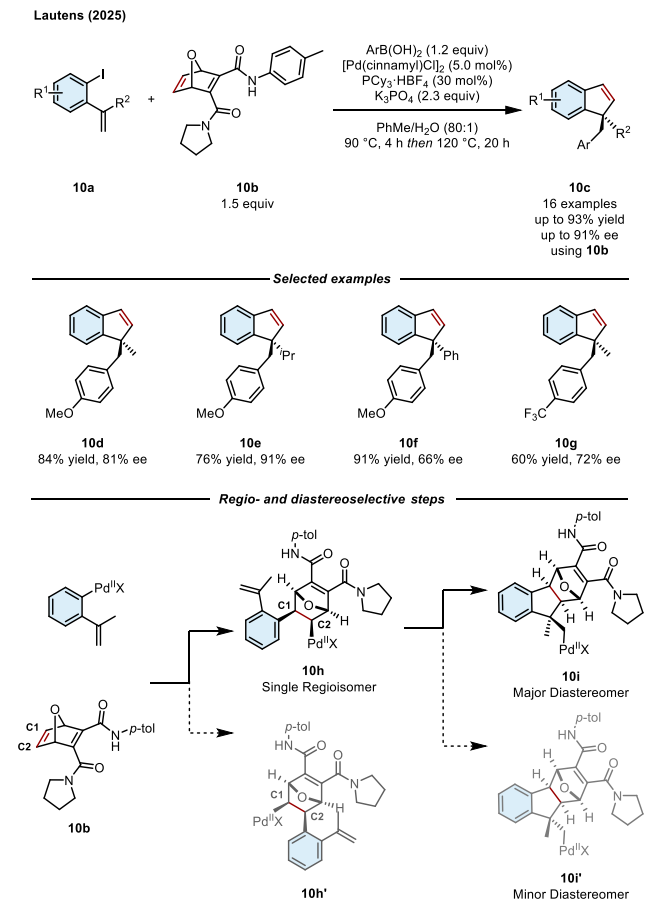 Lautens (2025)
ArB(OH)2 (1.2 equiv)
[Pd(cinnamyl)Cl]2 (5.0 mol%)
PCy3·HBF4 (30 mol%)
K3PO4 (2.3 equiv)
PhMe/H2O (80:1)
90 °C, 4 h then 120 °C, 20 h
R1
I
R2
+
O
O
N
H
O
N
R1
R2
Ar
10a
10b
1.5 equiv
10c
16 examples
up to 93% yield
up to 91% ee
using 10b
Selected examples
MeO
iPr
MeO
Ph
MeO
F3C
10d
84% yield, 81% ee
10e
76% yield, 91% ee
10f
91% yield, 66% ee
10g
60% yield, 72% ee
Regio- and diastereoselective steps
PdIIX
p-tol
HN
O
H
O
N
C1
O
C2
H
PdIIX
10h
Single Regioisomer
p-tol
HN
O
H
O
O
N
H
H
H
PdIIX
10i
Major Diastereomer
O
C1
C2
O
N
H
p-tol
O
N
10b
p-tol
HN
O
H
O
C1
O
N
H
PdIIX
C2
10h'
p-tol
HN
O
H
O
O
N
H
H
H
PdIIX
10i'
Minor Diastereomer